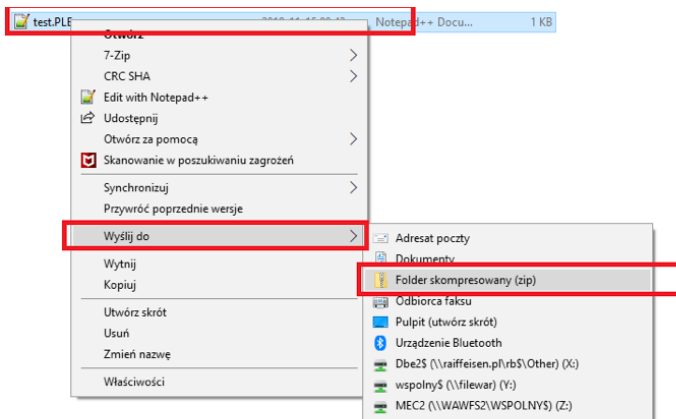 test.PLE Notepad++ Docu... 1 KB
Otwórz
7-Zip
CRC SHA
Edit with Notepad++
Udostępnij
Otwórz za pomocą
Skanowanie w poszukiwaniu zagrożeń
Synchronizuj
Przywróć poprzednie wersje
Wyślij do
Wytnij
Kopiuj
Utwórz skrót
Usuń
Zmień nazwę
Właściwości
Adresat poczty
Dokumenty
Folder skompresowany (zip)
Odbiorca faksu
Pulpit (utwórz skrót)
Urządzenie Bluetooth
Dbe2$ (\\raiffeisen.pl\rb$\Other) (X:)
wspolny$ (\\filewar) (Y:)
MEC2 (\\WAWFS2\WSPOLNY$) (Z:)